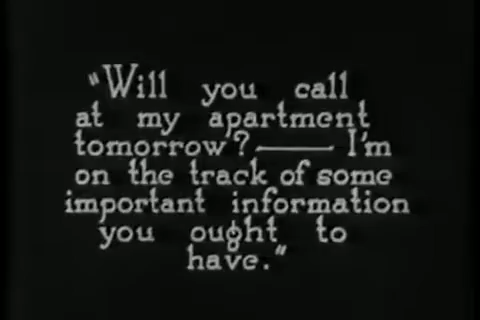 "Will you call
at my apartment
tomorrow?——I'm
on the track of some
important information
you ought to
have."